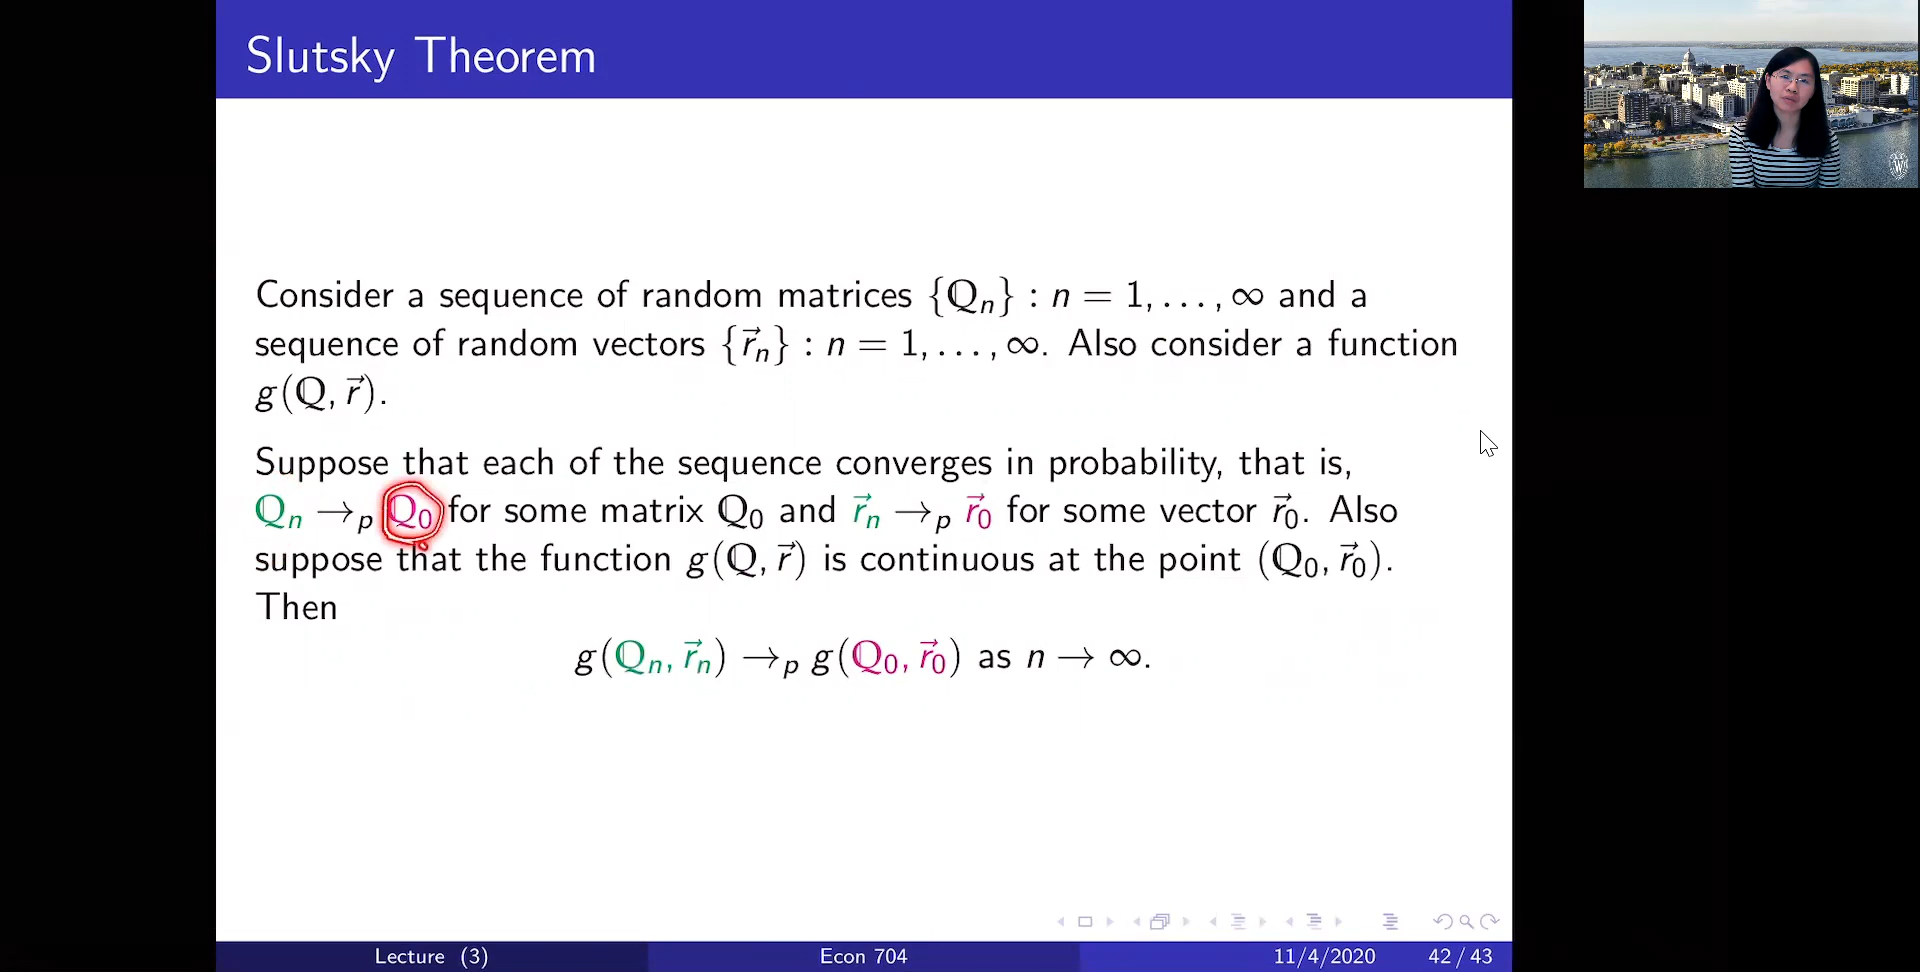 Slutsky Theorem
Consider a sequence of random matrices {ℚₙ} : n = 1, . . . , ∞ and a
sequence of random vectors {r⃗ₙ} : n = 1, . . . , ∞. Also consider a function
g(ℚ, r⃗).
Suppose that each of the sequence converges in probability, that is,
ℚₙ →ₚ ℚ₀ for some matrix ℚ₀ and r⃗ₙ →ₚ r⃗₀ for some vector r⃗₀. Also
suppose that the function g(ℚ, r⃗) is continuous at the point (ℚ₀, r⃗₀).
Then
g(ℚₙ, r⃗ₙ) →ₚ g(ℚ₀, r⃗₀) as n → ∞.
Lecture (3) Econ 704 11/4/2020 42 / 43
W